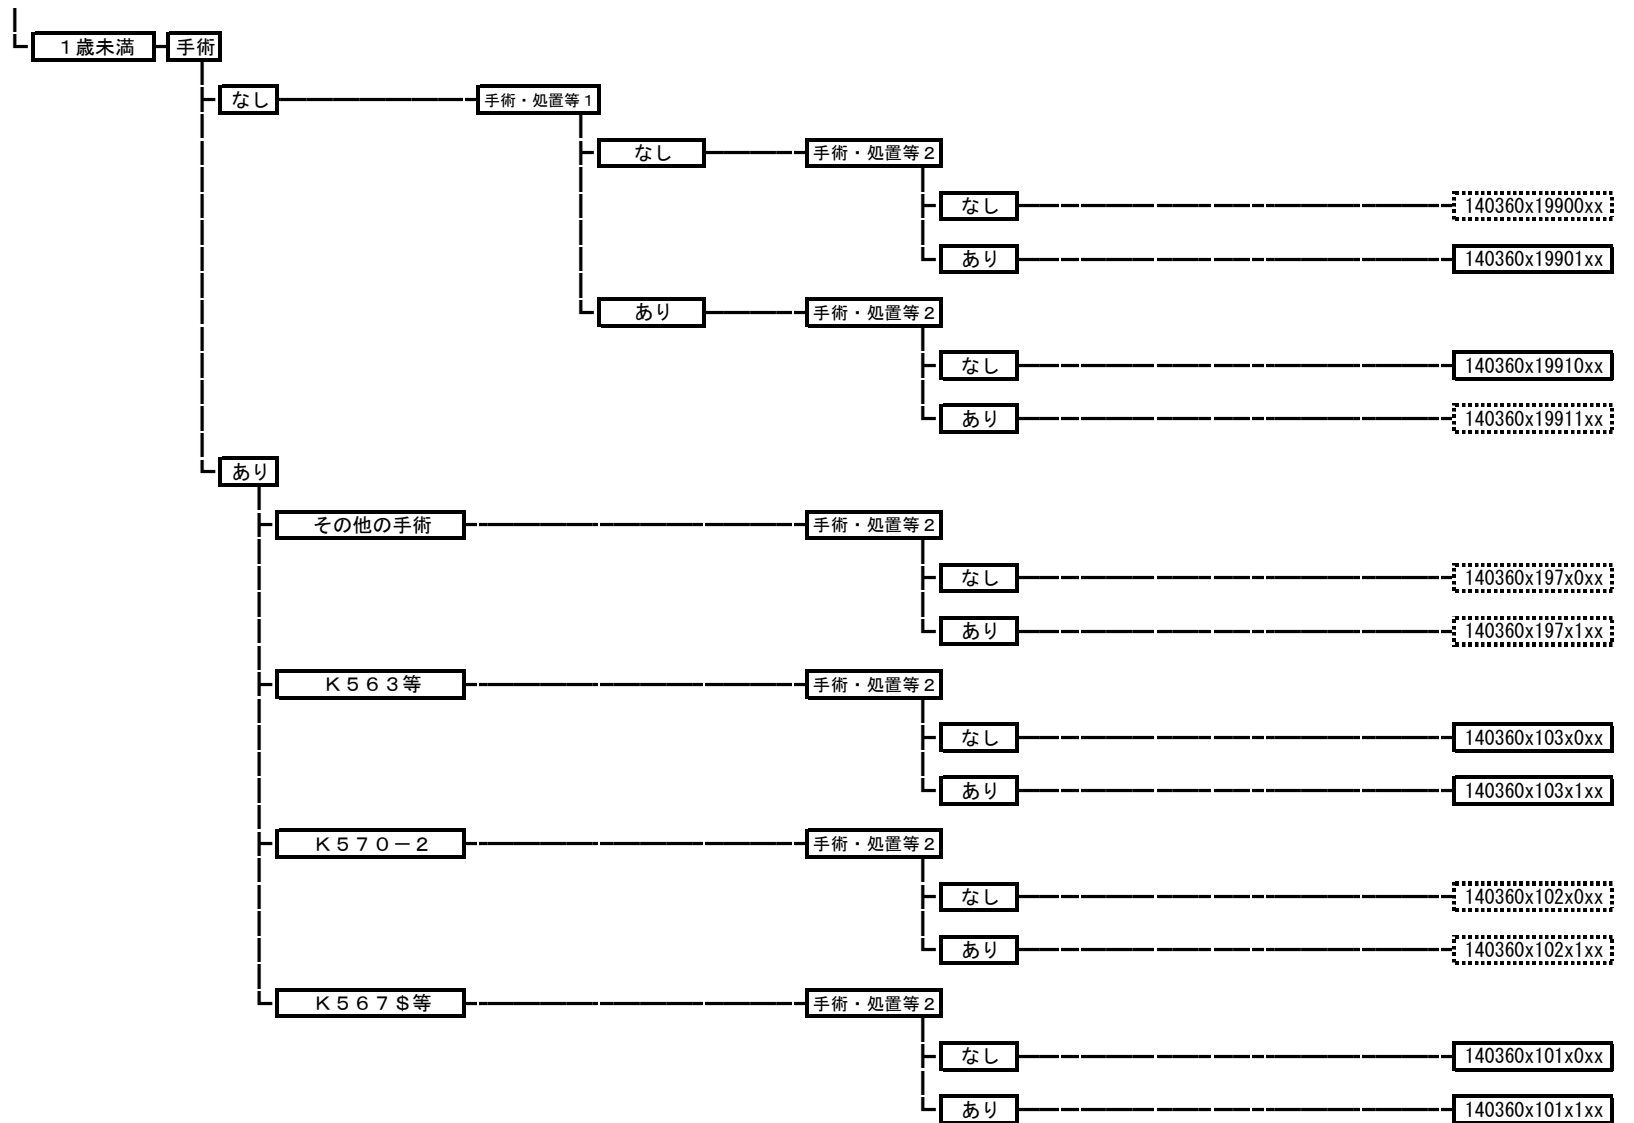 １歳未満 手術
なし 手術・処置等１
なし 手術・処置等２
なし 140360x19900xx
あり 140360x19901xx
あり 手術・処置等２
なし 140360x19910xx
あり 140360x19911xx
あり
その他の手術 手術・処置等２
なし 140360x197x0xx
あり 140360x197x1xx
Ｋ５６３等 手術・処置等２
なし 140360x103x0xx
あり 140360x103x1xx
Ｋ５７０－２ 手術・処置等２
なし 140360x102x0xx
あり 140360x102x1xx
Ｋ５６７＄等 手術・処置等２
なし 140360x101x0xx
あり 140360x101x1xx